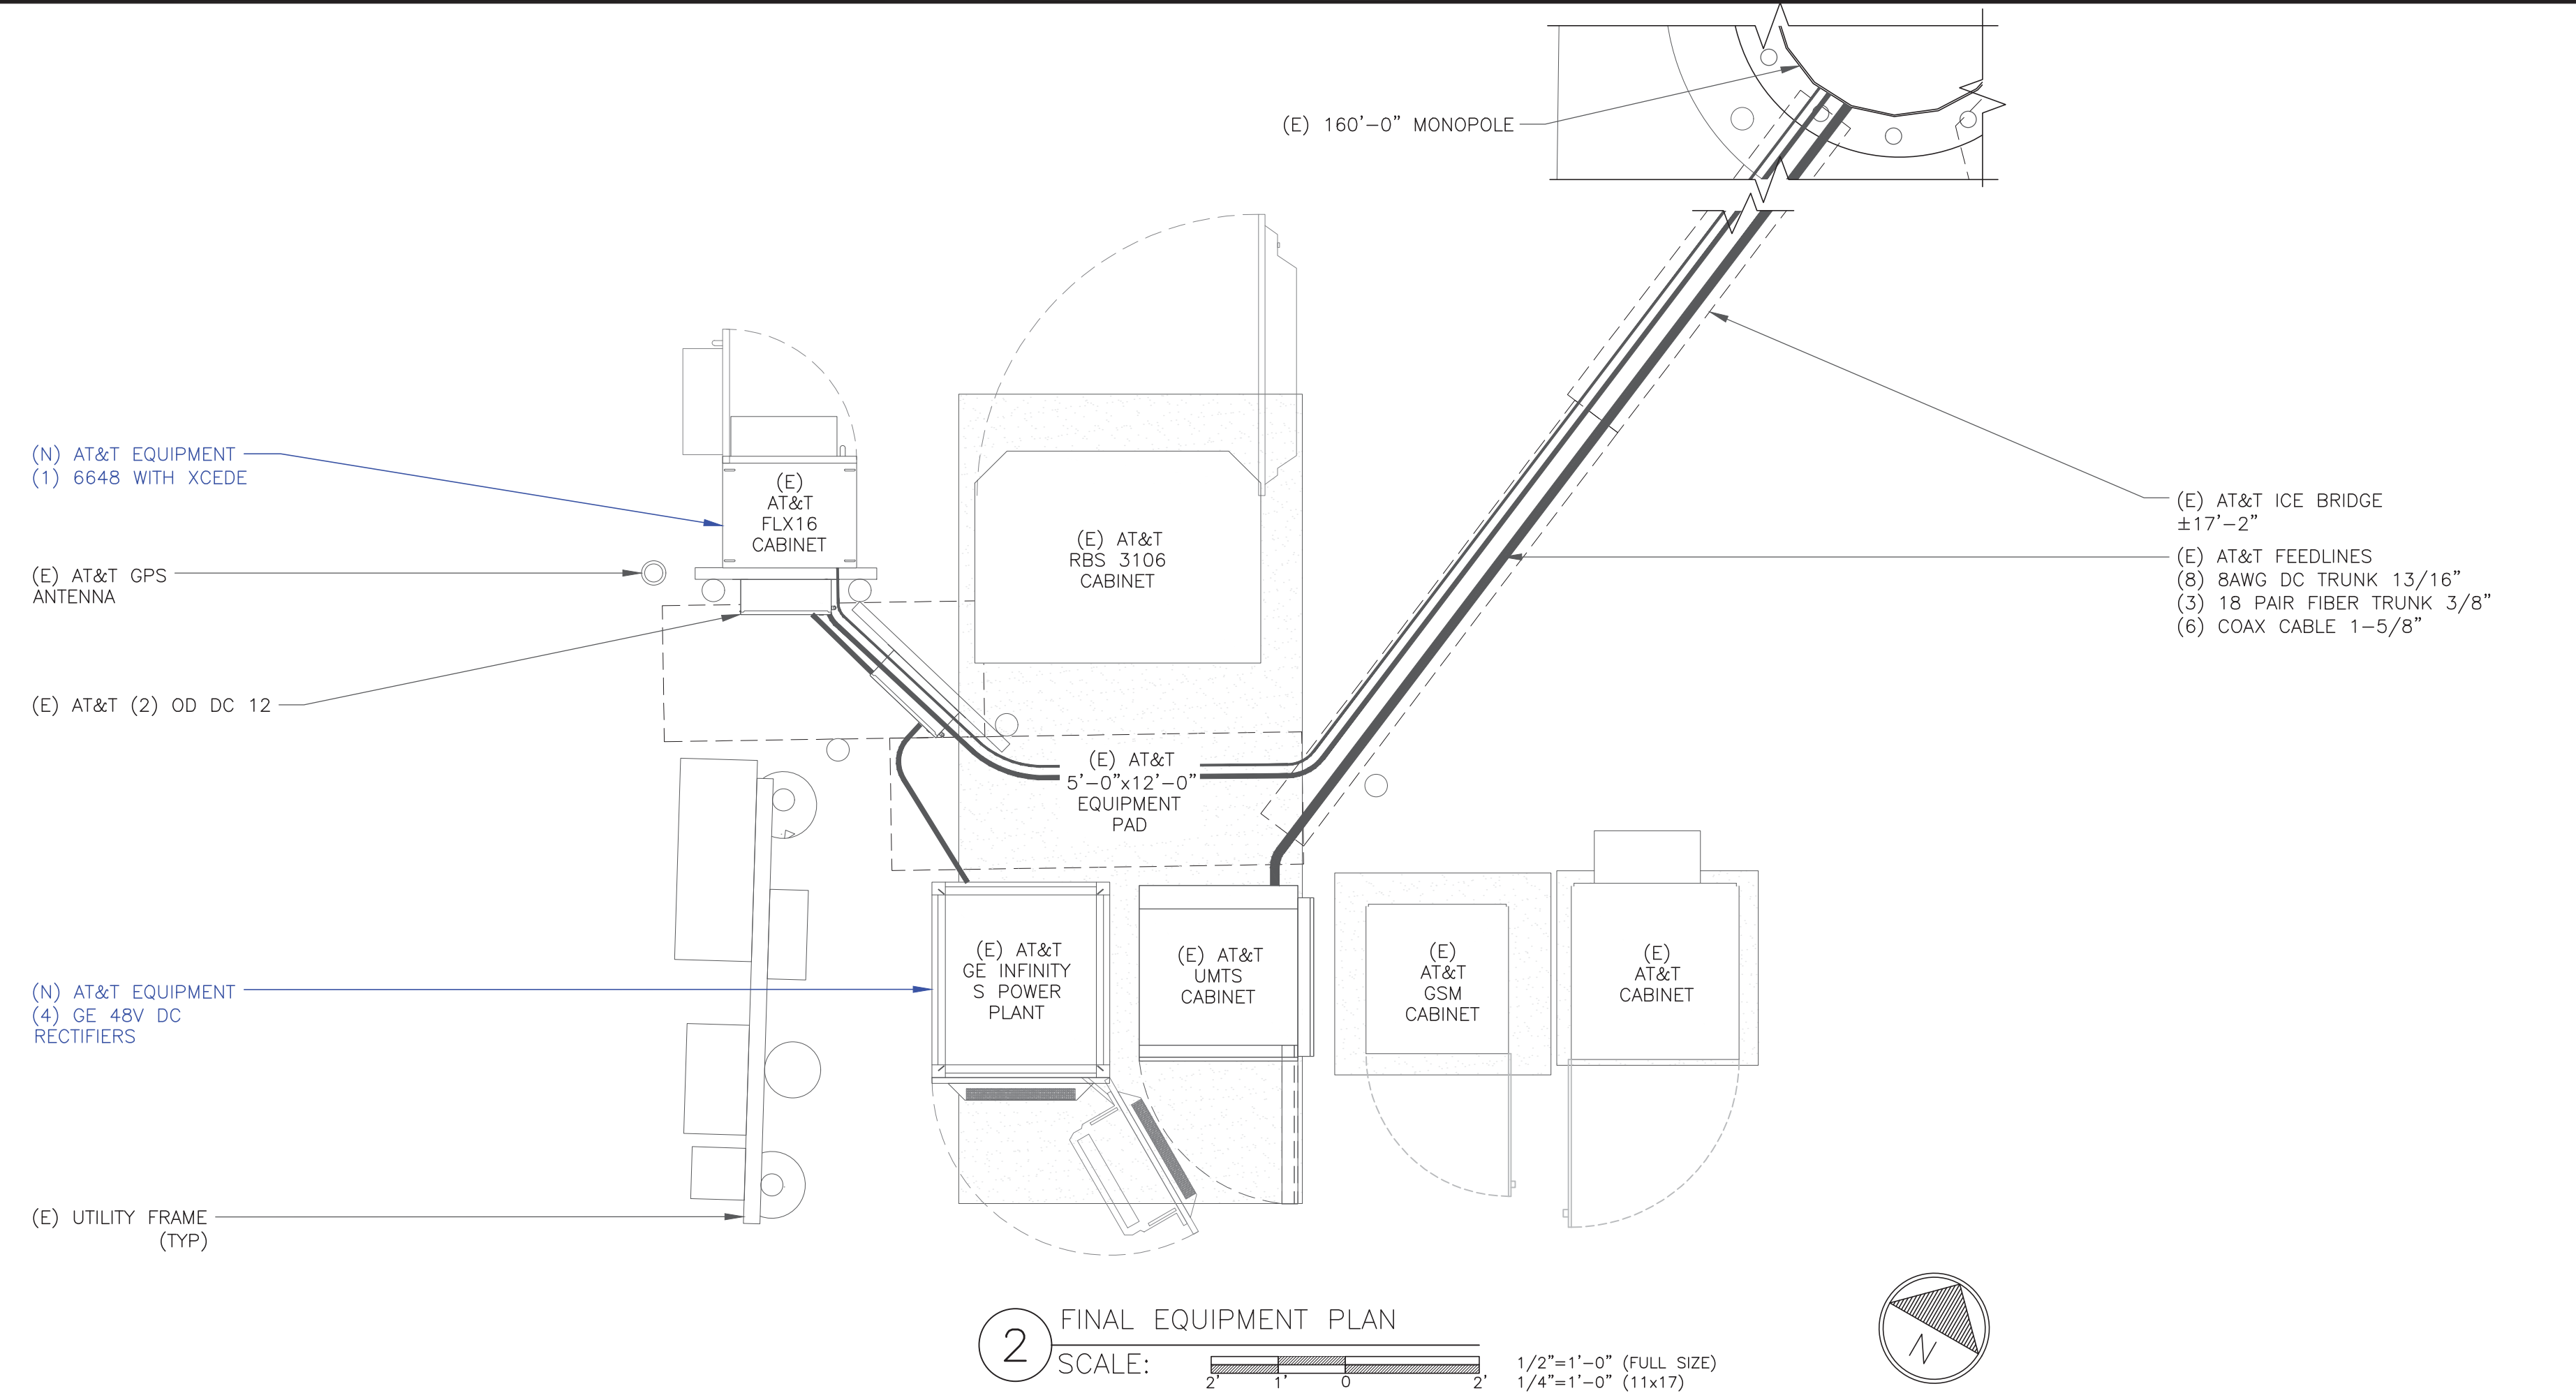 (E) 160'-0" MONOPOLE
(N) AT&T EQUIPMENT
(1) 6648 WITH XCEDE
(E) AT&T GPS
ANTENNA
(E) AT&T (2) OD DC 12
(N) AT&T EQUIPMENT
(4) GE 48V DC
RECTIFIERS
(E) UTILITY FRAME
(TYP)
(E)
AT&T
FLX16
CABINET
(E) AT&T
RBS 3106
CABINET
(E) AT&T
5'-0"x12'-0"
EQUIPMENT
PAD
(E) AT&T
GE INFINITY
S POWER
PLANT
(E) AT&T
UMTS
CABINET
(E)
AT&T
GSM
CABINET
(E)
AT&T
CABINET
(E) AT&T ICE BRIDGE
±17'-2"
(E) AT&T FEEDLINES
(8) 8AWG DC TRUNK 13/16"
(3) 18 PAIR FIBER TRUNK 3/8"
(6) COAX CABLE 1-5/8"
2
FINAL EQUIPMENT PLAN
SCALE:
2' 1' 0 2'
1/2"=1'-0" (FULL SIZE)
1/4"=1'-0" (11x17)
N